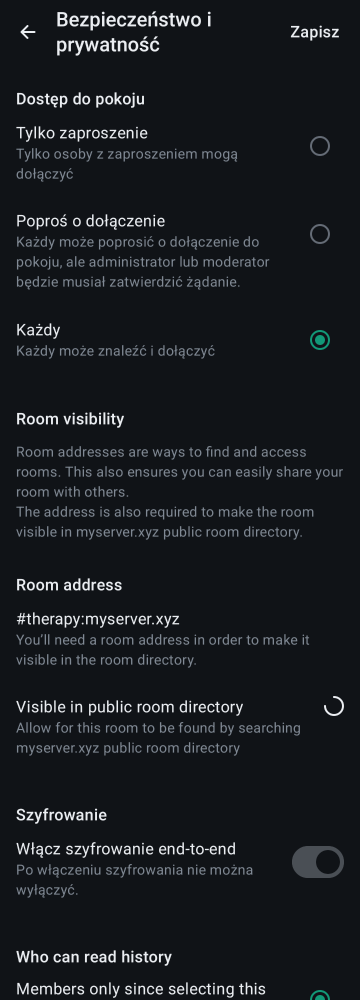 Bezpieczeństwo i
prywatność
Zapisz
Dostęp do pokoju
Tylko zaproszenie
Tylko osoby z zaproszeniem mogą
dołączyć
Poproś o dołączenie
Każdy może poprosić o dołączenie do
pokoju, ale administrator lub moderator
będzie musiał zatwierdzić żądanie.
Każdy
Każdy może znaleźć i dołączyć
Room visibility
Room addresses are ways to find and access
rooms. This also ensures you can easily share your
room with others.
The address is also required to make the room
visible in myserver.xyz public room directory.
Room address
#therapy:myserver.xyz
You’ll need a room address in order to make it
visible in the room directory.
Visible in public room directory
Allow for this room to be found by searching
myserver.xyz public room directory
Szyfrowanie
Włącz szyfrowanie end-to-end
Po włączeniu szyfrowania nie można
wyłączyć.
Who can read history
Members only since selecting this